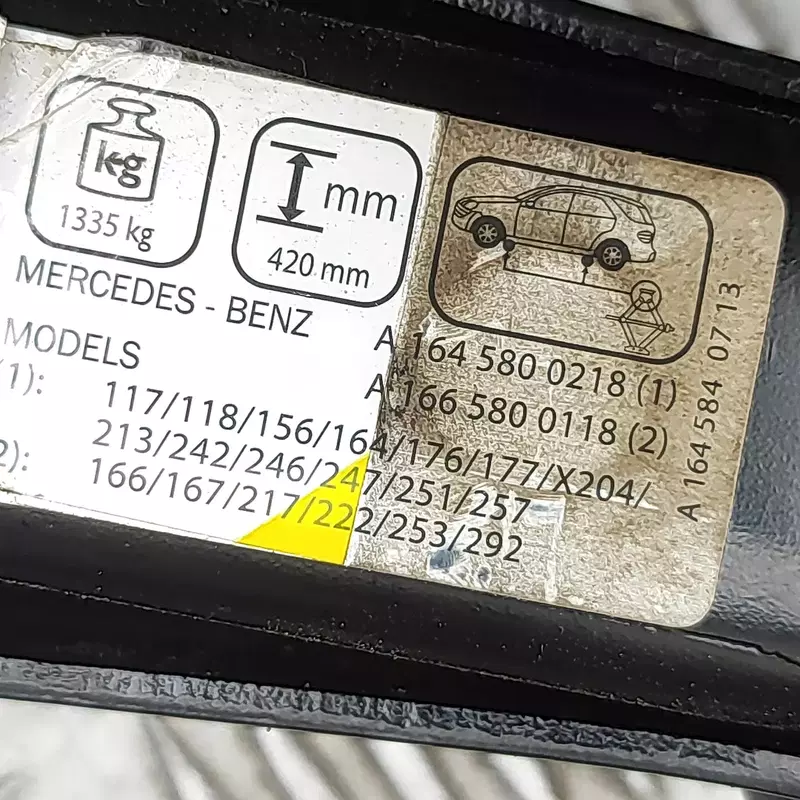 kg
1335 kg
mm
420 mm
MERCEDES - BENZ
MODELS
A 164 580 0218 (1)
A 166 580 0118 (2)
(1): 117/118/156/164/176/177/X204/
213/242/246/247/251/257
2): 166/167/217/222/253/292
A 164 584 07 13